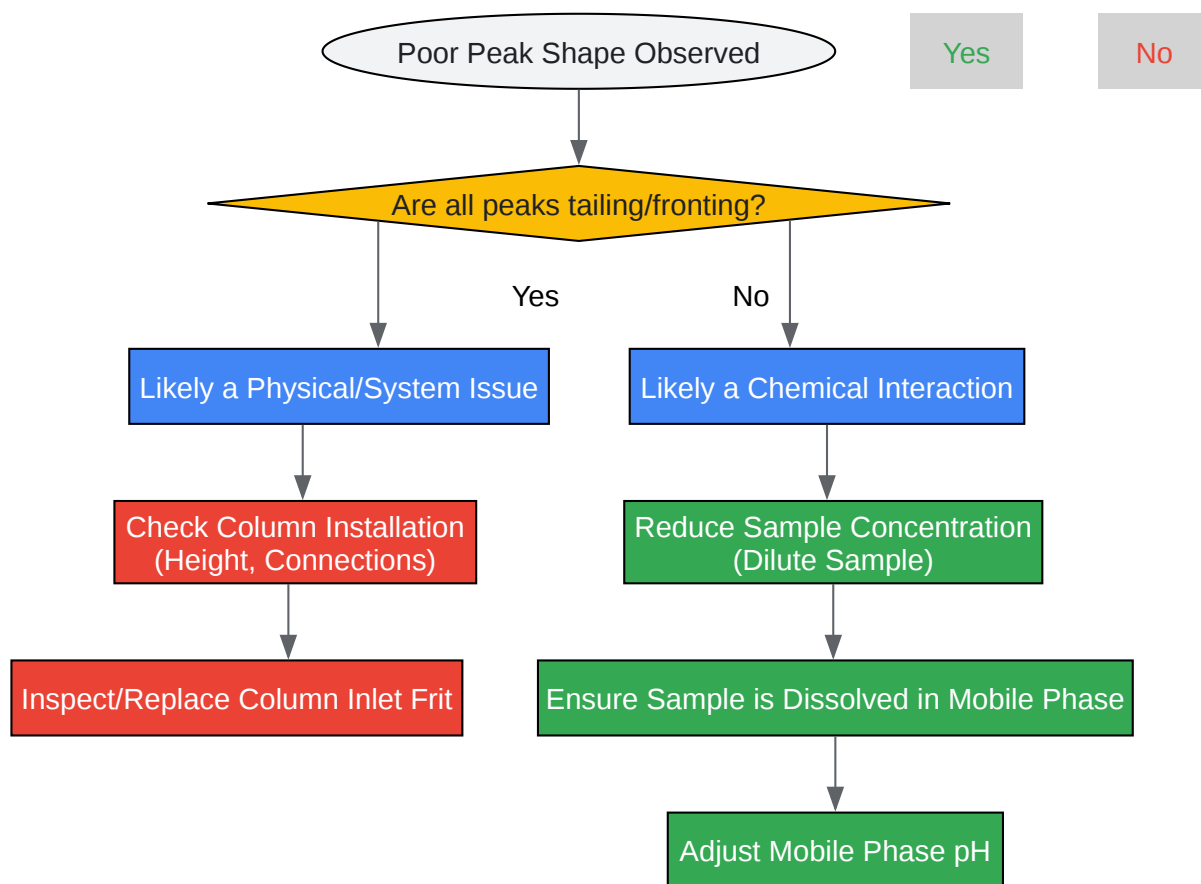 Poor Peak Shape Observed
Yes
No
Are all peaks tailing/fronting?
Yes
No
Likely a Physical/System Issue
Likely a Chemical Interaction
Check Column Installation
(Height, Connections)
Reduce Sample Concentration
(Dilute Sample)
Inspect/Replace Column Inlet Frit
Ensure Sample is Dissolved in Mobile Phase
Adjust Mobile Phase pH